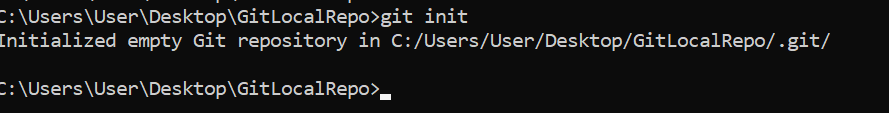 C:\Users\User\Desktop\GitLocalRepo>git init
Initialized empty Git repository in C:/Users/User/Desktop/GitLocalRepo/.git/
C:\Users\User\Desktop\GitLocalRepo>